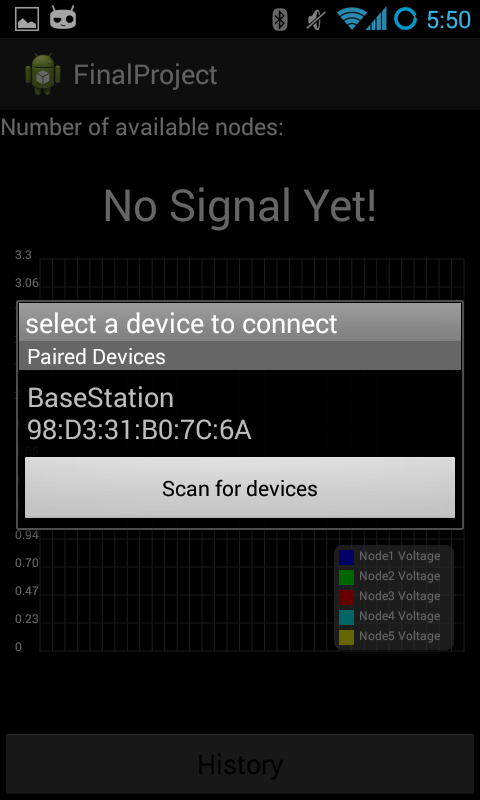 5:50
FinalProject
Number of available nodes:
No Signal Yet!
3.3
3.06
select a device to connect
Paired Devices
BaseStation
98:D3:31:B0:7C:6A
Scan for devices
0.94
0.70
0.47
0.23
0
Node1 Voltage
Node2 Voltage
Node3 Voltage
Node4 Voltage
Node5 Voltage
History